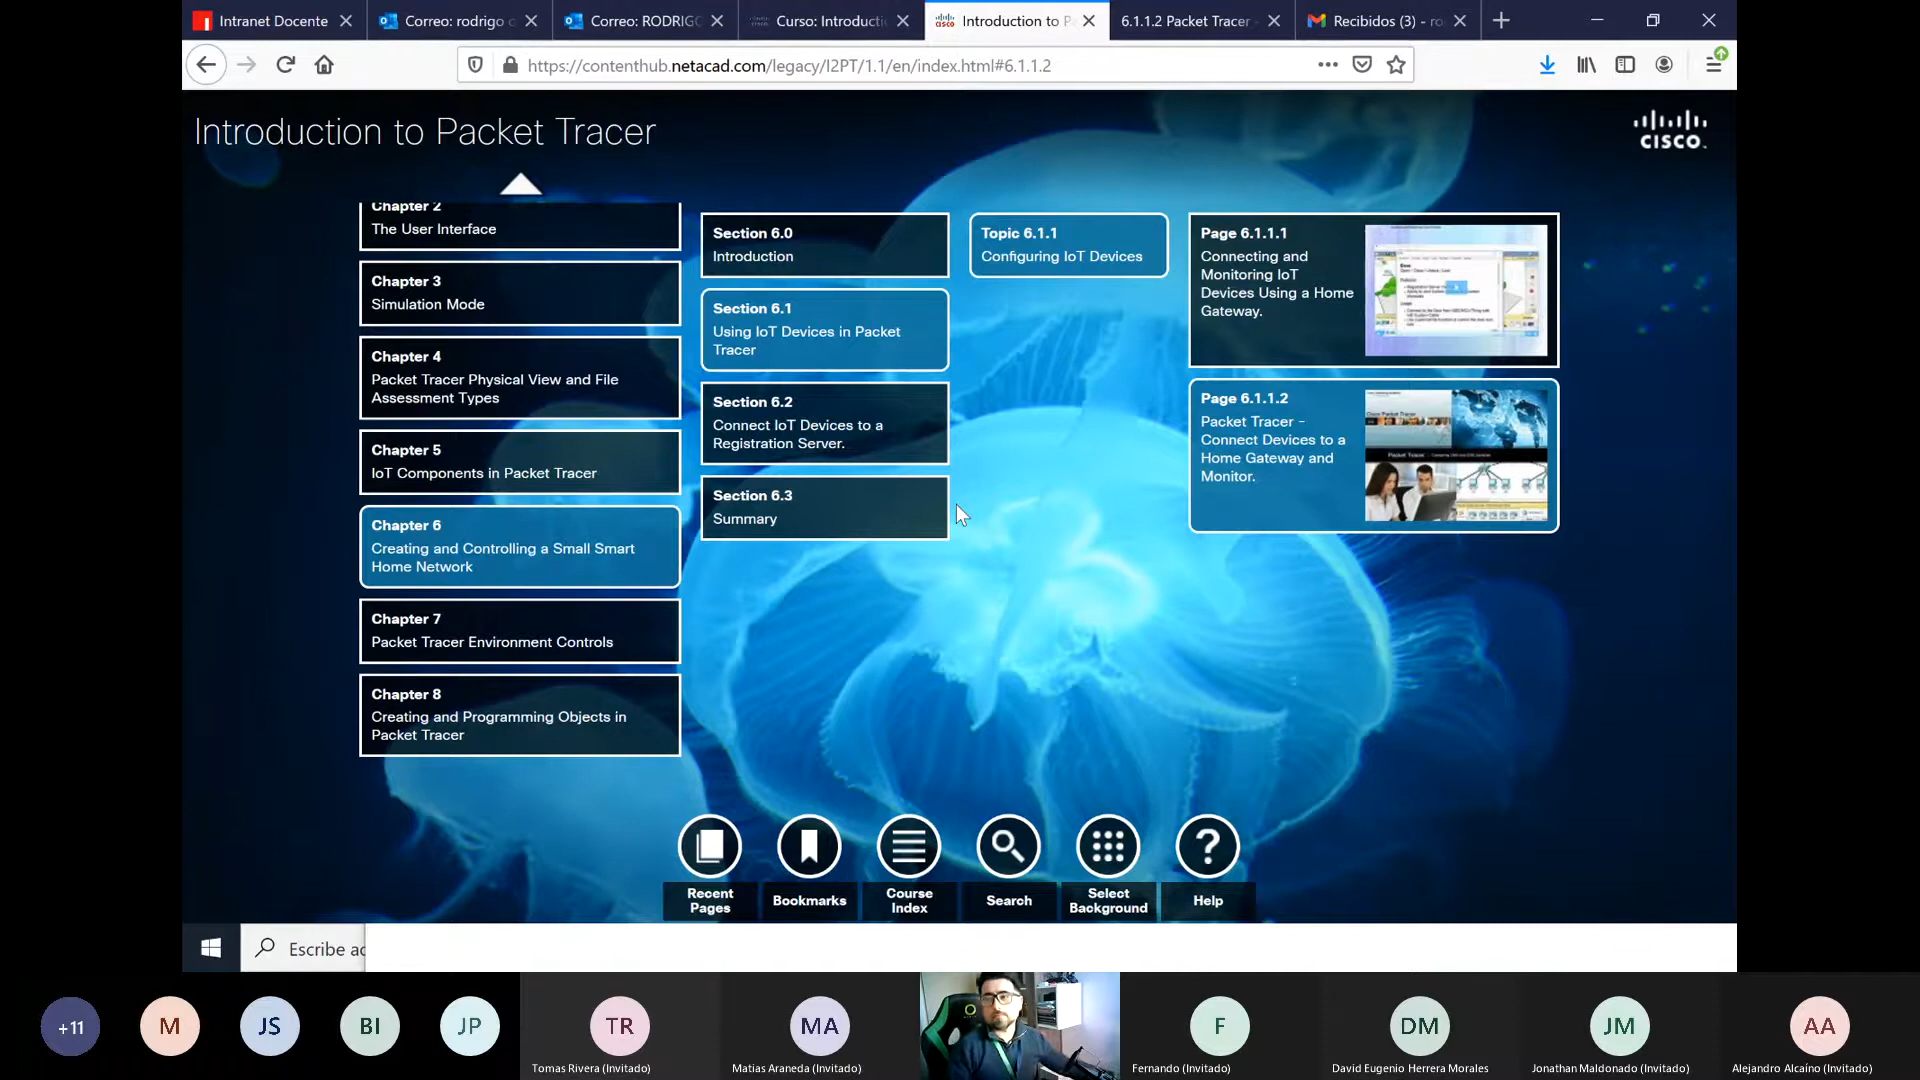 Intranet Docente
Correo: rodrigo
Correo: RODRIG
Curso: Introducti
Introduction to P
6.1.1.2 Packet Tracer -
Recibidos (3) - ro
https://contenthub.netacad.com/legacy/I2PT/1.1/en/index.html#6.1.1.2
Introduction to Packet Tracer
CISCO.
Chapter 2
The User Interface
Chapter 3
Simulation Mode
Chapter 4
Packet Tracer Physical View and File
Assessment Types
Chapter 5
IoT Components in Packet Tracer
Chapter 6
Creating and Controlling a Small Smart
Home Network
Chapter 7
Packet Tracer Environment Controls
Chapter 8
Creating and Programming Objects in
Packet Tracer
Section 6.0
Introduction
Section 6.1
Using IoT Devices in Packet
Tracer
Section 6.2
Connect IoT Devices to a
Registration Server.
Section 6.3
Summary
Topic 6.1.1
Configuring IoT Devices
Page 6.1.1.1
Connecting and
Monitoring IoT
Devices Using a Home
Gateway.
Page 6.1.1.2
Packet Tracer -
Connect Devices to a
Home Gateway and
Monitor.
Recent
Pages
Bookmarks
Course
Index
Search
Select
Background
Help
Escribe ac
+11
M
JS
BI
JP
TR
MA
F
DM
JM
AA
Tomas Rivera (Invitado)
Matias Araneda (Invitado)
Fernando (Invitado)
David Eugenio Herrera Morales
Jonathan Maldonado (Invitado)
Alejandro Alcaíno (Invitado)